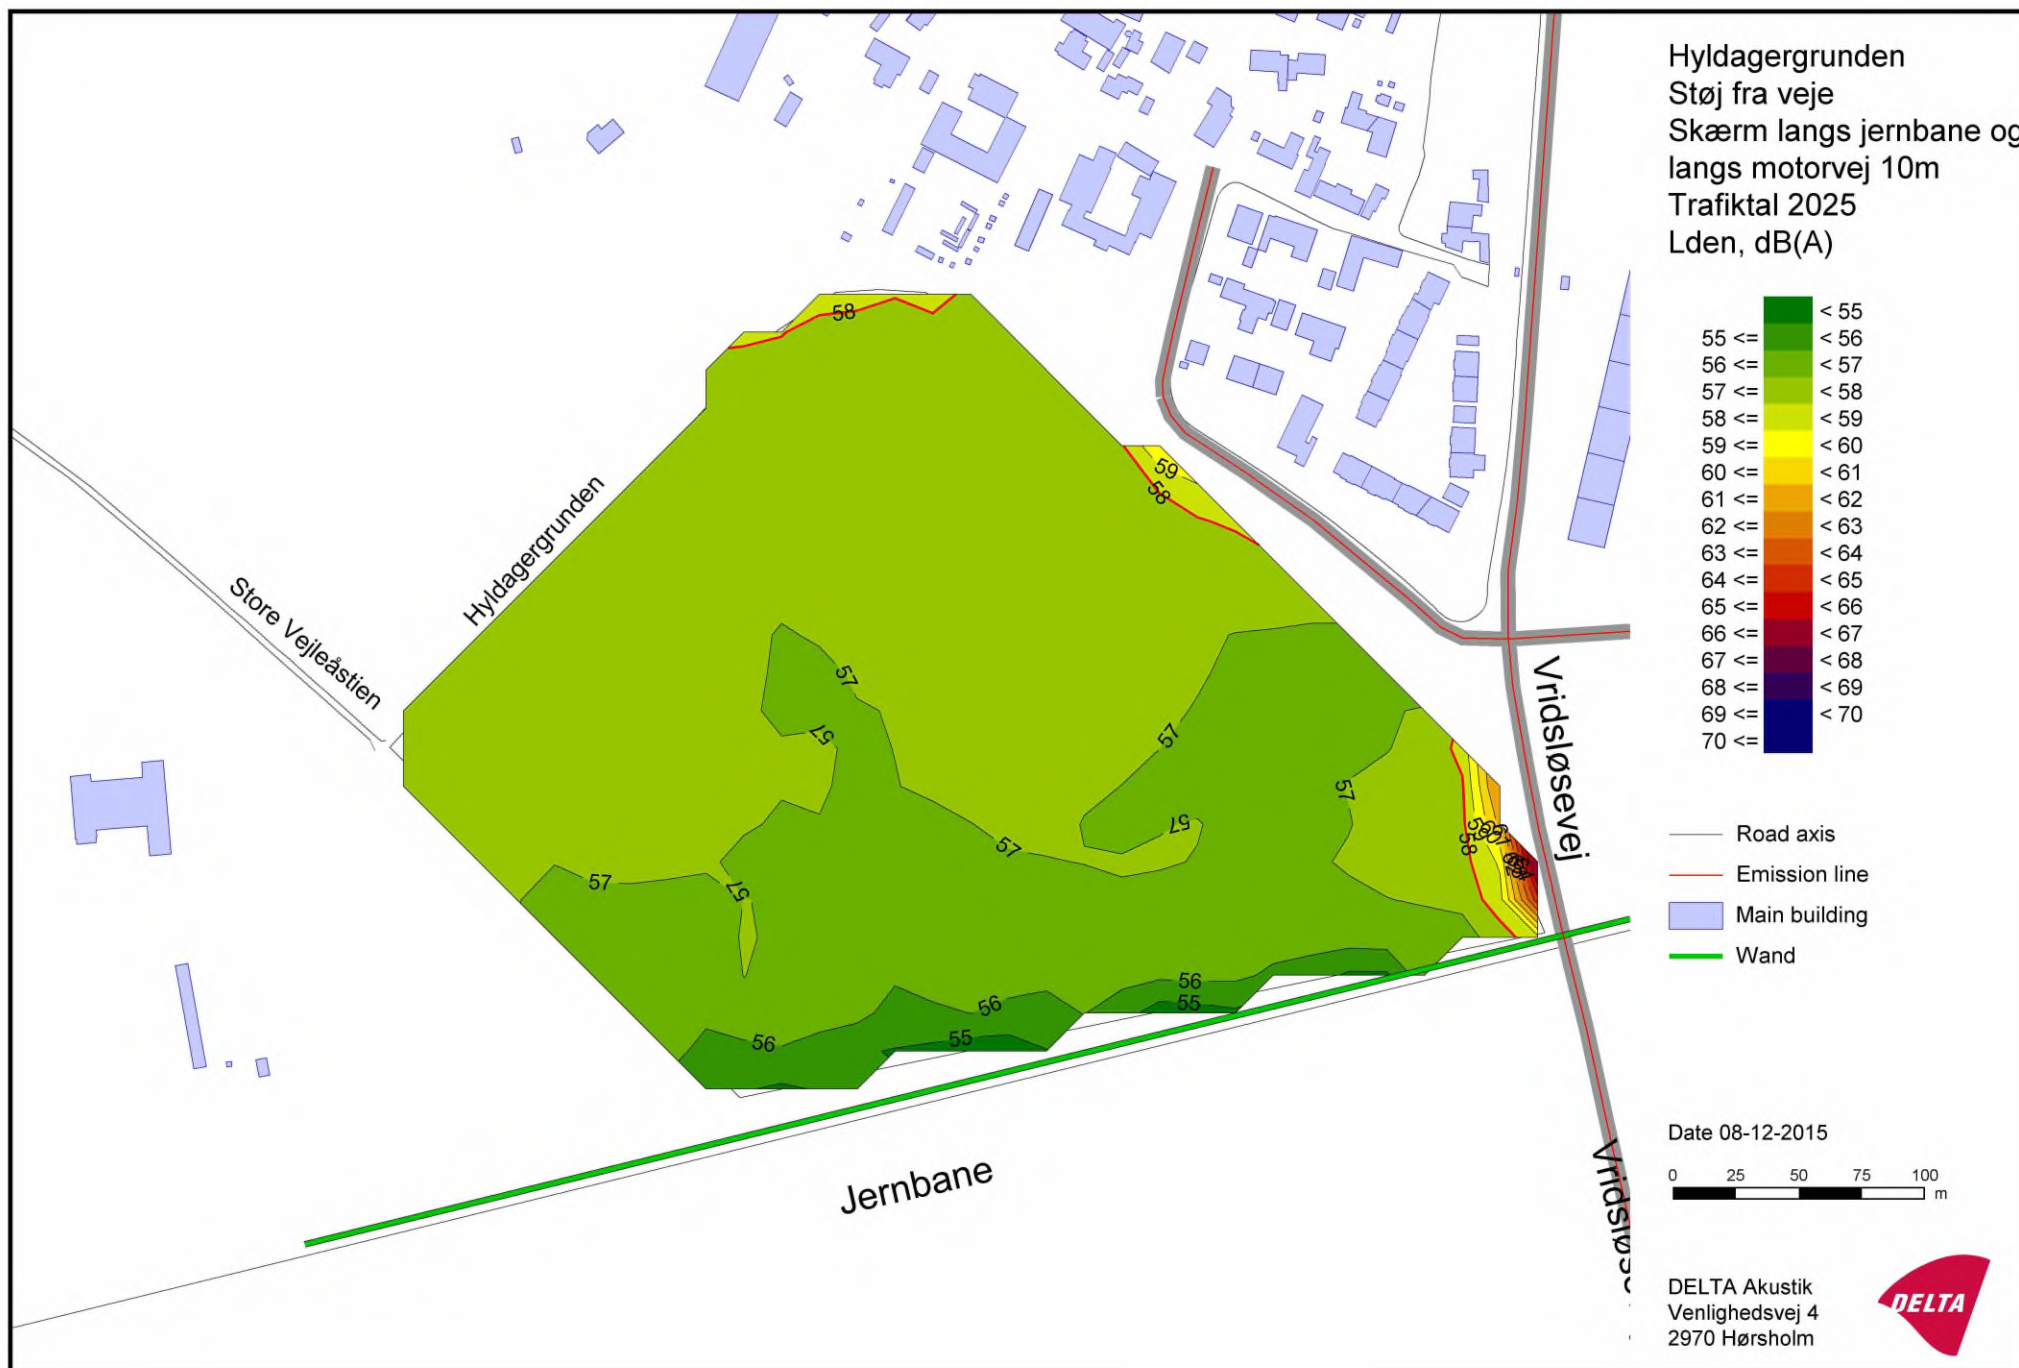 Hyldagergrunden
Støj fra veje
Skærm langs jernbane og
langs motorvej 10m
Trafiktal 2025
Lden, dB(A)
< 55
55 <= < 56
56 <= < 57
57 <= < 58
58 <= < 59
59 <= < 60
60 <= < 61
61 <= < 62
62 <= < 63
63 <= < 64
64 <= < 65
65 <= < 66
66 <= < 67
67 <= < 68
68 <= < 69
69 <= < 70
70 <=
Road axis
Emission line
Main building
Wand
Date 08-12-2015
0 25 50 75 100
m
DELTA Akustik
Venlighedsvej 4
2970 Hørsholm
DELTA
58
59
58
Hyldagergrunden
Store Vejleåstien
57
57
57
57
57
57
57
57
58
59
Vridsløsevej
56
56
56
55
55
Jernbane